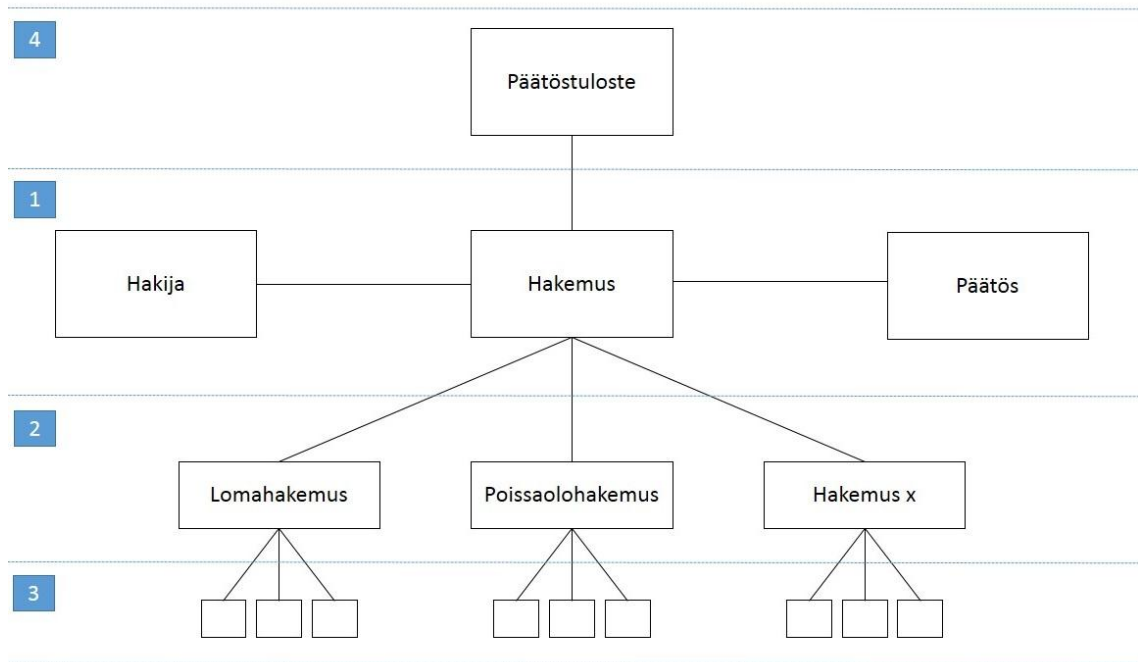 4
Päätöstuloste
1
Hakija
Hakemus
Päätös
2
Lomahakemus
Poissaolohakemus
Hakemus x
3